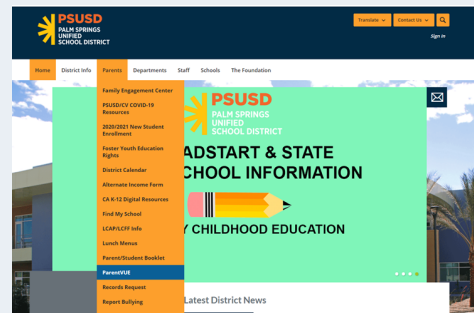 PSUSD
PALM SPRINGS
UNIFIED
SCHOOL DISTRICT
Translate
Contact Us
Sign In
Home
District Info
Parents
Departments
Staff
Schools
The Foundation
Family Engagement Center
PSUSD/CV COVID-19
Resources
2020/2021 New Student
Enrollment
Foster Youth Education
Rights
District Calendar
Alternate Income Form
CA K-12 Digital Resources
Find My School
LCAP/LCFF Info
Lunch Menus
Parent/Student Booklet
ParentVUE
Records Request
Report Bullying
PSUSD
PALM SPRINGS
UNIFIED
SCHOOL DISTRICT
ADSTART & STATE
CHOOL INFORMATION
Y CHILDHOOD EDUCATION
Latest District News